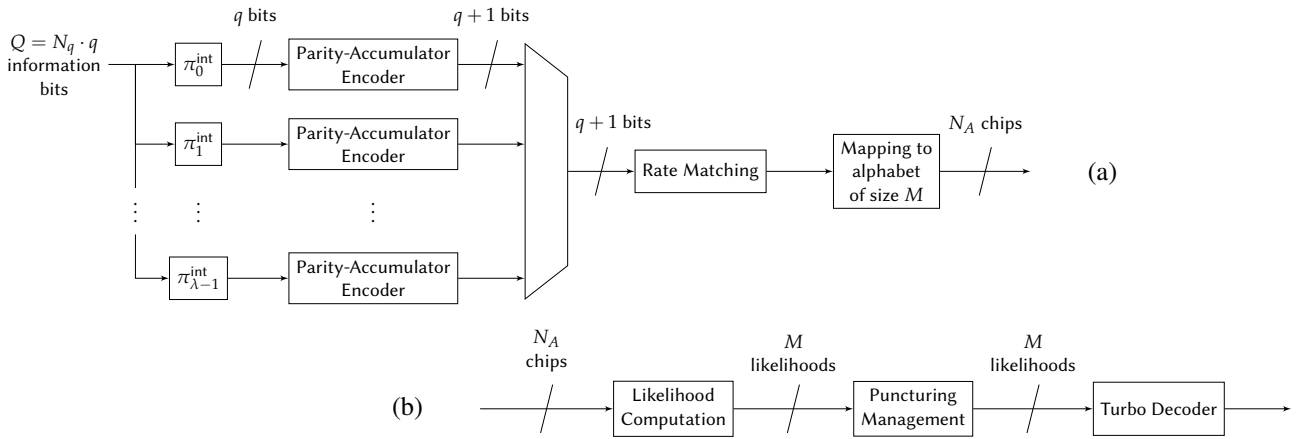 Q = N_q · q
information
bits
q bits
q + 1 bits
π_0^int
Parity-Accumulator
Encoder
π_1^int
Parity-Accumulator
Encoder
⋮ ⋮ ⋮
π_{λ−1}^int
Parity-Accumulator
Encoder
q + 1 bits
Rate Matching
Mapping to
alphabet
of size M
N_A chips
(a)
(b)
N_A
chips
Likelihood
Computation
M
likelihoods
Puncturing
Management
M
likelihoods
Turbo Decoder